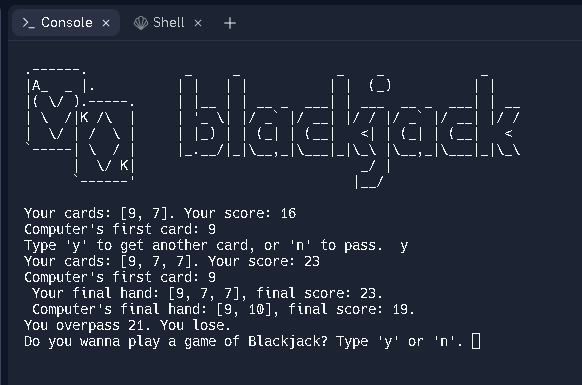 Console
Shell
A
K
K
blackjack
Your cards: [9, 7]. Your score: 16
Computer's first card: 9
Type 'y' to get another card, or 'n' to pass. y
Your cards: [9, 7, 7]. Your score: 23
Computer's first card: 9
Your final hand: [9, 7, 7], final score: 23.
Computer's final hand: [9, 10], final score: 19.
You overpass 21. You lose.
Do you wanna play a game of Blackjack? Type 'y' or 'n'.